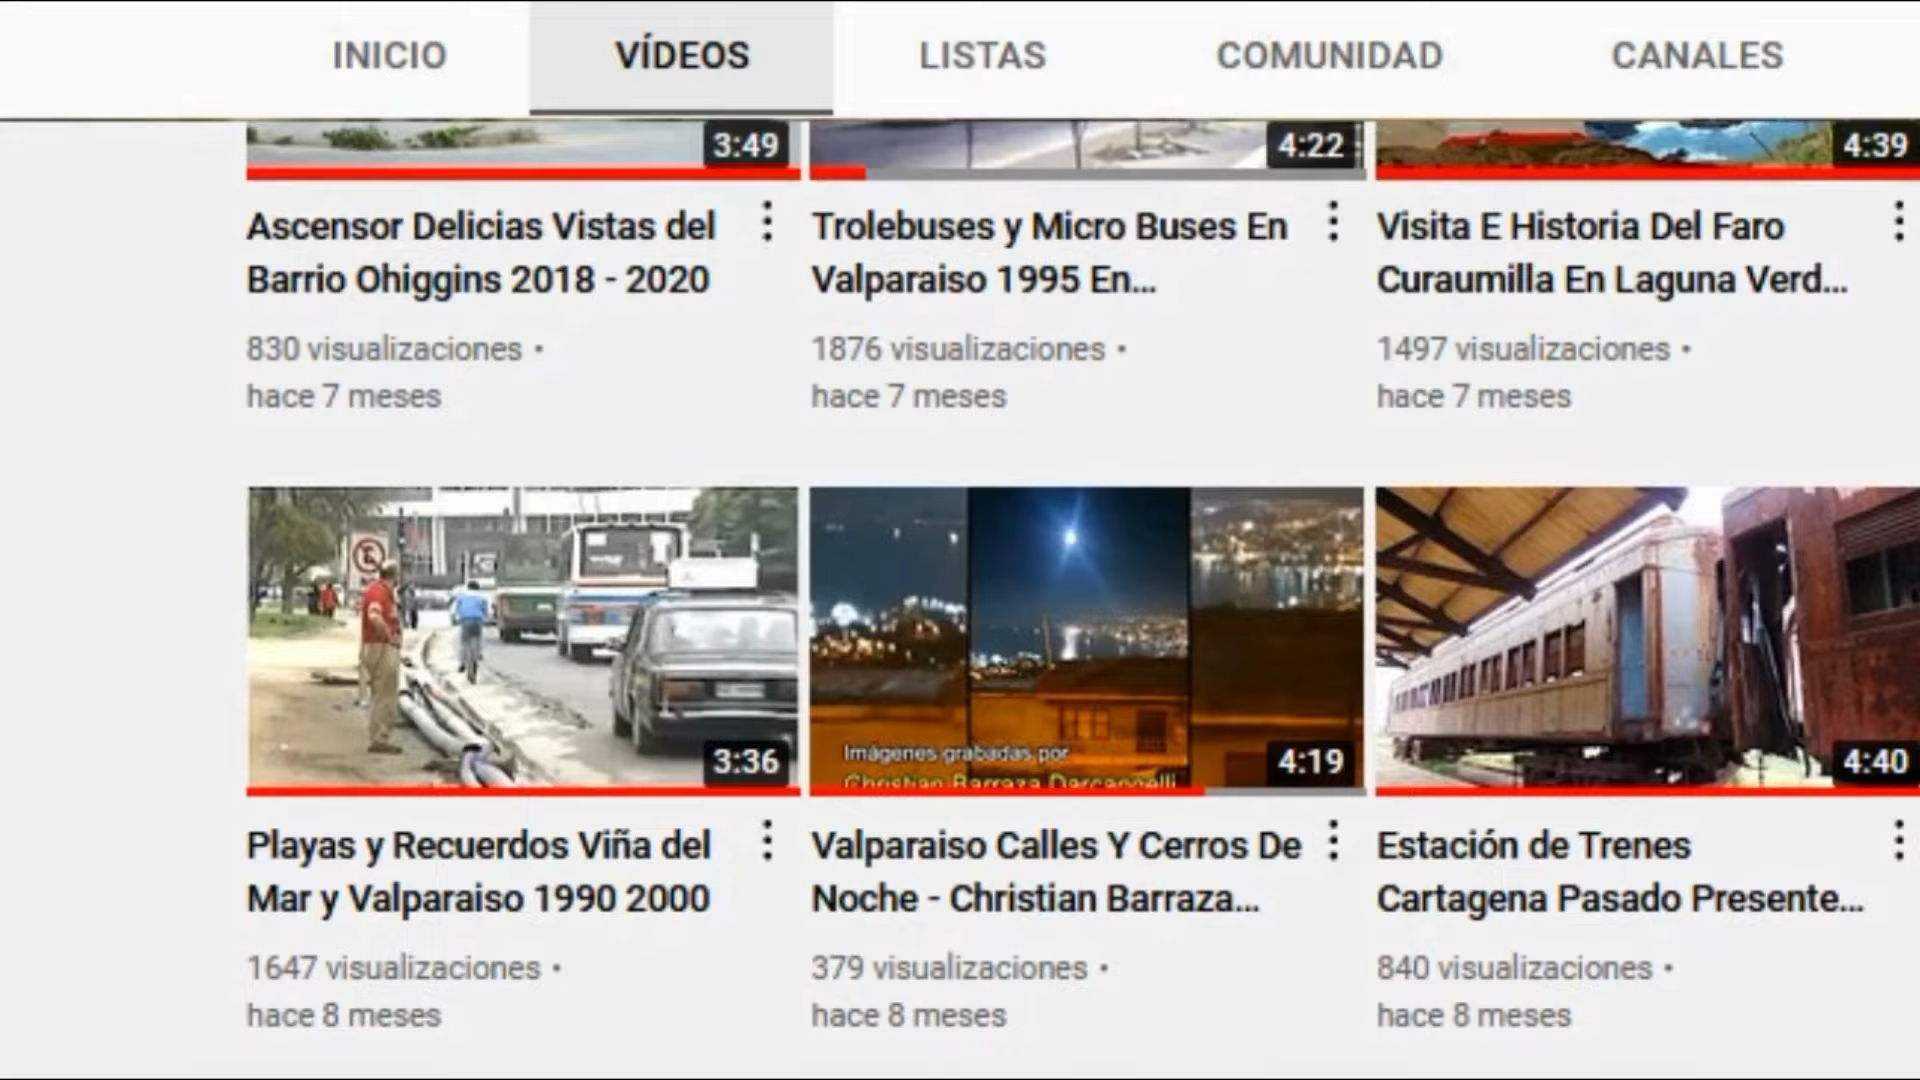 INICIO
VÍDEOS
LISTAS
COMUNIDAD
CANALES
3:49
4:22
4:39
Ascensor Delicias Vistas del
Barrio Ohiggins 2018 - 2020
830 visualizaciones •
hace 7 meses
Trolebuses y Micro Buses En
Valparaiso 1995 En...
1876 visualizaciones •
hace 7 meses
Visita E Historia Del Faro
Curaumilla En Laguna Verd...
1497 visualizaciones •
hace 7 meses
3:36
Imágenes grabadas por
Christian Barraza Darcangelli
4:19
4:40
Playas y Recuerdos Viña del
Mar y Valparaiso 1990 2000
1647 visualizaciones •
hace 8 meses
Valparaiso Calles Y Cerros De
Noche - Christian Barraza...
379 visualizaciones •
hace 8 meses
Estación de Trenes
Cartagena Pasado Presente...
840 visualizaciones •
hace 8 meses